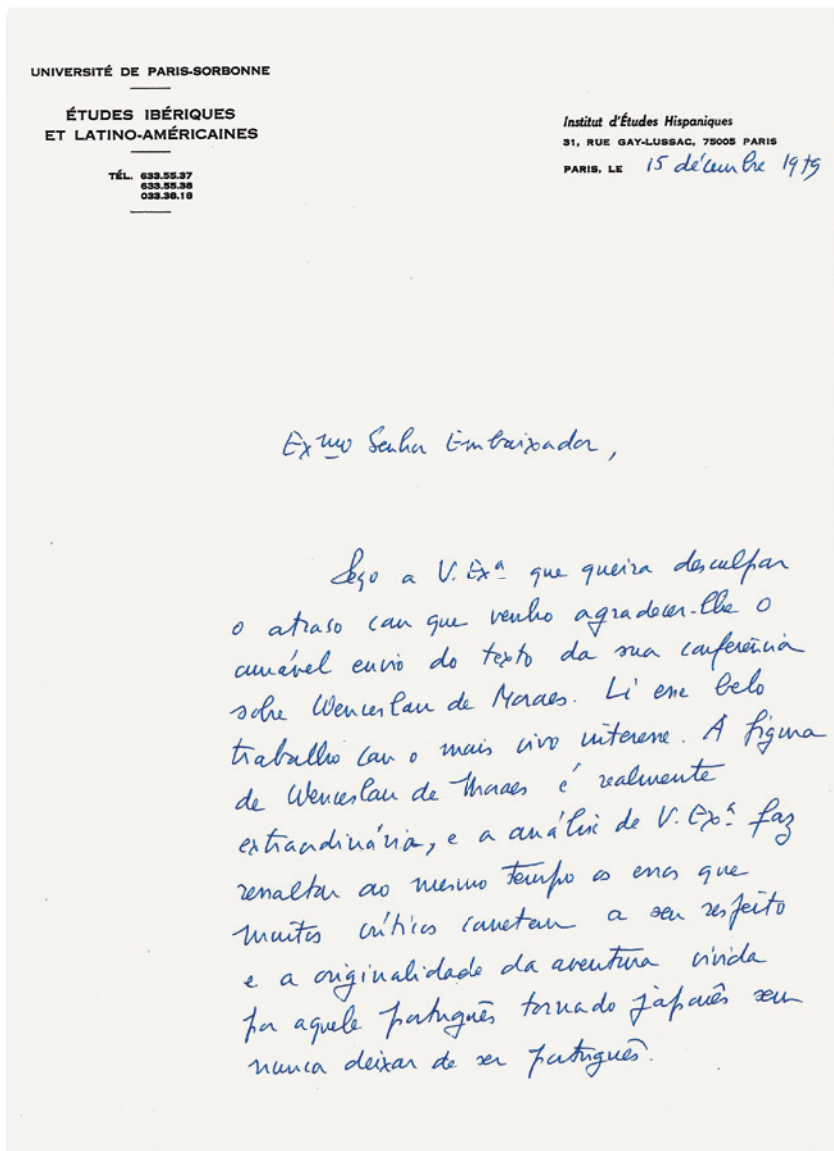 UNIVERSITÉ DE PARIS-SORBONNE
ÉTUDES IBÉRIQUES
ET LATINO-AMÉRICAINES
TÉL. 633.55.37
633.55.38
033.38.18
Institut d'Études Hispaniques
31, RUE GAY-LUSSAC, 75005 PARIS
PARIS, LE 15 décembre 1979
Exmo Senhor Embaixador,
Peço a V. Exª que queira desculpar
o atraso com que venho agradecer-lhe o
amável envio do texto da sua conferência
sobre Wenceslau de Moraes. Li esse belo
trabalho com o mais vivo interesse. A figura
de Wenceslau de Moraes é realmente
extraordinária, e a análise de V. Exª faz
ressaltar ao mesmo tempo os erros que
muitos críticos cometem a seu respeito
e a originalidade da aventura vivida
por aquele português tornado japonês sem
nunca deixar de ser português.